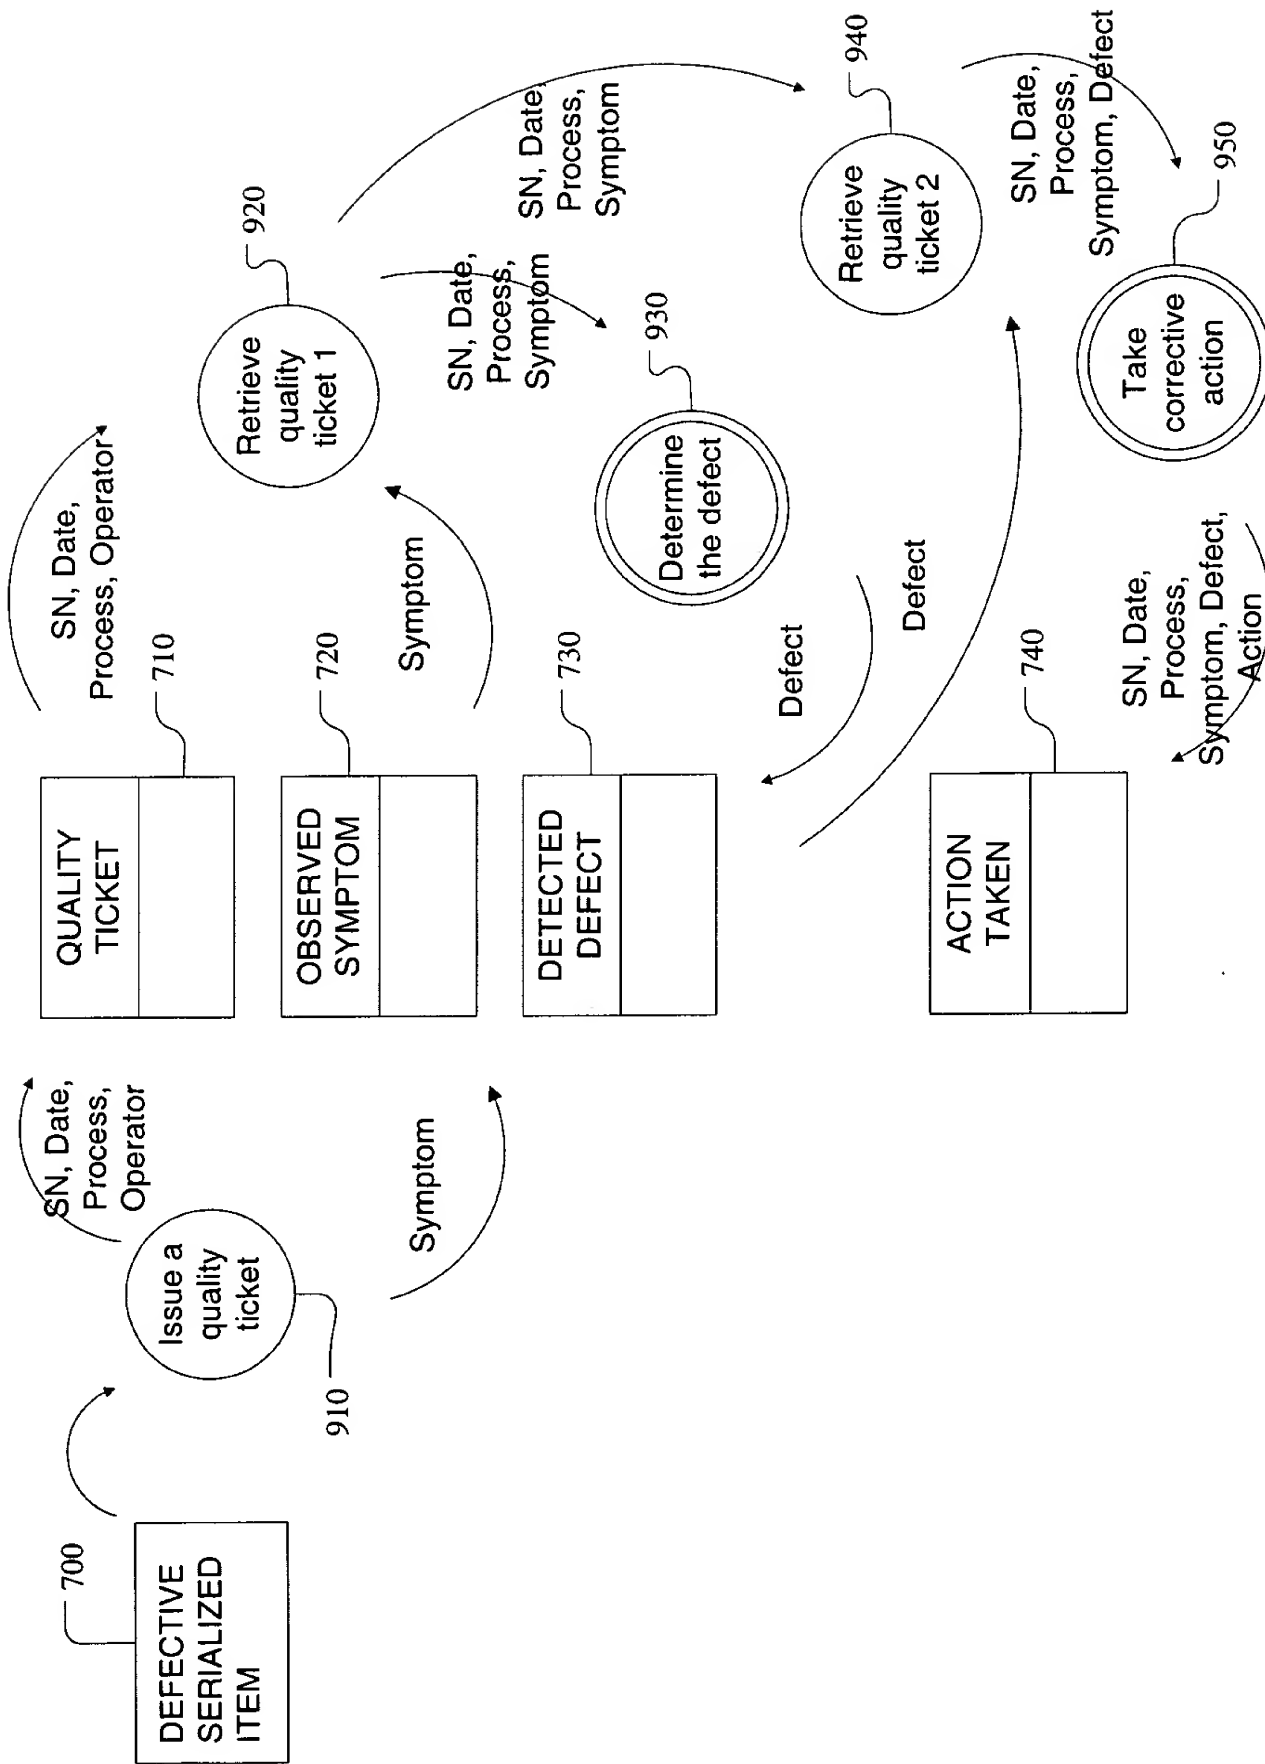 700
DEFECTIVE
SERIALIZED
ITEM
Issue a
quality
ticket
910
SN, Date,
Process,
Operator
Symptom
QUALITY
TICKET
710
OBSERVED
SYMPTOM
720
DETECTED
DEFECT
730
ACTION
TAKEN
740
SN, Date,
Process, Operator
Symptom
Retrieve
quality
ticket 1
920
SN, Date,
Process,
Symptom
SN, Date,
Process,
Symptom
Determine
the defect
930
Defect
Defect
Retrieve
quality
ticket 2
940
SN, Date,
Process,
Symptom, Defect
Take
corrective
action
950
SN, Date,
Process,
Symptom, Defect,
Action